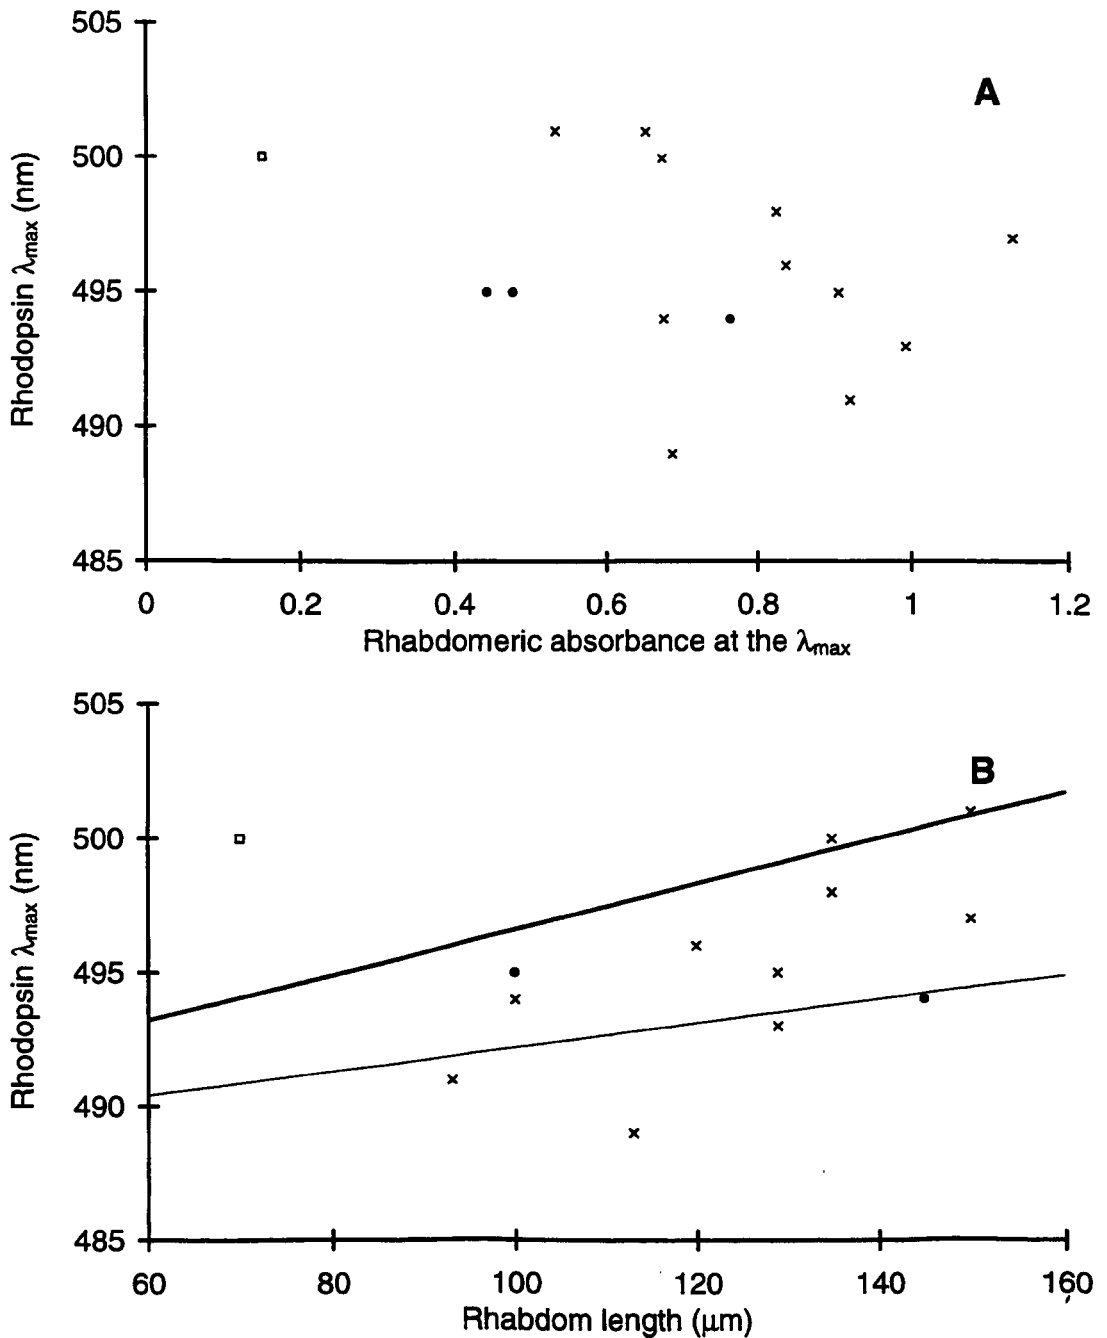 505
A
500
495
490
485
Rhodopsin λmax (nm)
0 0.2 0.4 0.6 0.8 1 1.2
Rhabdomeric absorbance at the λmax
505
B
500
495
490
485
Rhodopsin λmax (nm)
60 80 100 120 140 160
Rhabdom length (μm)